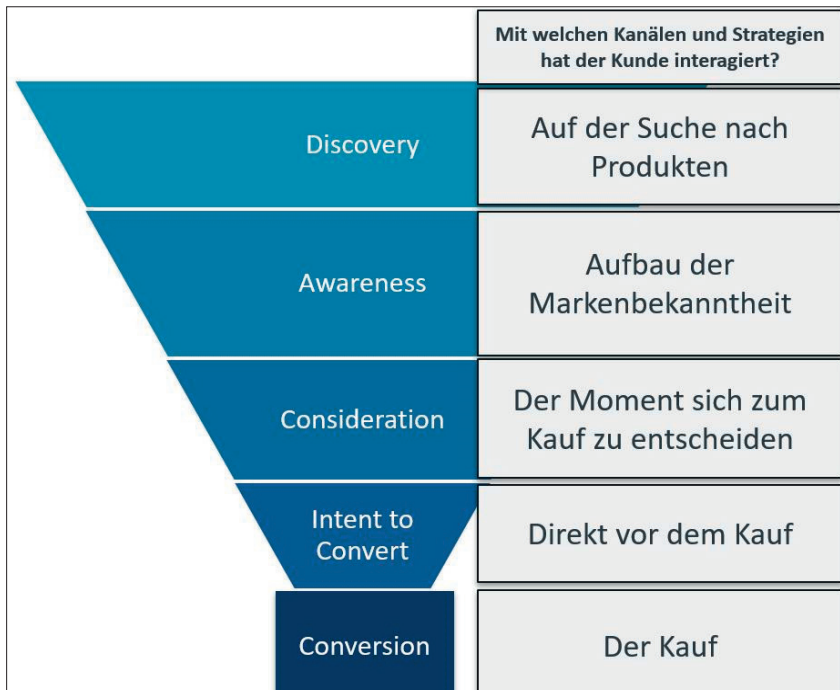 Mit welchen Kanälen und Strategien
hat der Kunde interagiert?
Discovery
Auf der Suche nach
Produkten
Awareness
Aufbau der
Markenbekanntheit
Consideration
Der Moment sich zum
Kauf zu entscheiden
Intent to
Convert
Direkt vor dem Kauf
Conversion
Der Kauf